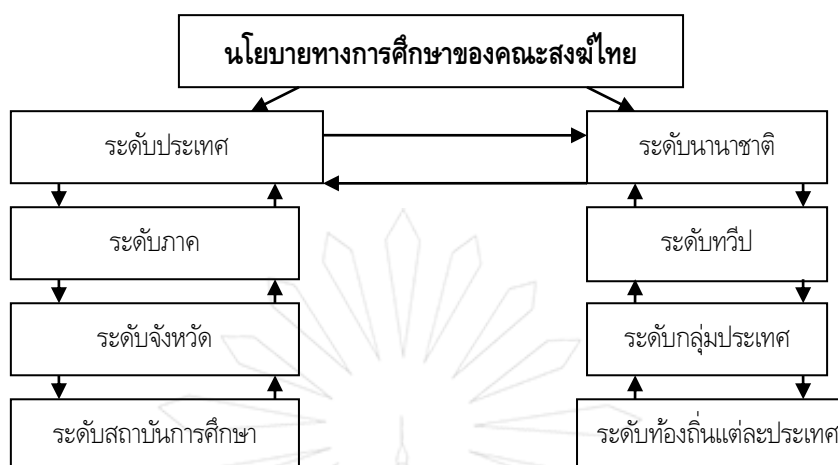 นโยบายทางการศึกษาของคณะสงฆ์ไทย
ระดับประเทศ
ระดับนานาชาติ
ระดับภาค
ระดับทวีป
ระดับจังหวัด
ระดับกลุ่มประเทศ
ระดับสถาบันการศึกษา
ระดับท้องถิ่นแต่ละประเทศ